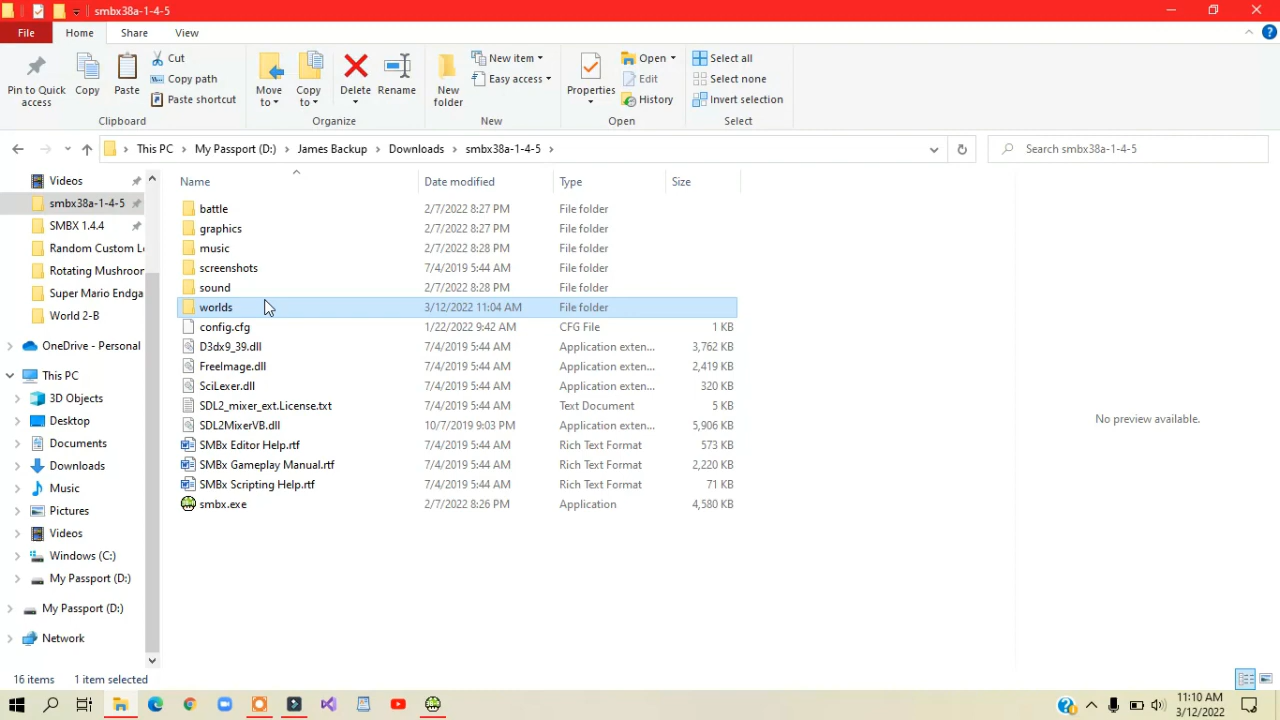 smbx38a-1-4-5
File Home Share View
Pin to Quick access
Copy
Paste
Cut
Copy path
Paste shortcut
Clipboard
Move to
Copy to
Delete
Rename
Organize
New folder
New item
Easy access
New
Properties
Open
Edit
History
Open
Select all
Select none
Invert selection
Select
This PC My Passport (D:) James Backup Downloads smbx38a-1-4-5
Search smbx38a-1-4-5
Videos
smbx38a-1-4-5
SMBX 1.4.4
Random Custom L
Rotating Mushroom
Super Mario Endga
World 2-B
OneDrive - Personal
This PC
3D Objects
Desktop
Documents
Downloads
Music
Pictures
Videos
Windows (C:)
My Passport (D:)
My Passport (D:)
Network
Name Date modified Type Size
battle 2/7/2022 8:27 PM File folder
graphics 2/7/2022 8:27 PM File folder
music 2/7/2022 8:28 PM File folder
screenshots 7/4/2019 5:44 AM File folder
sound 2/7/2022 8:28 PM File folder
worlds 3/12/2022 11:04 AM File folder
config.cfg 1/22/2022 9:42 AM CFG File 1 KB
D3dx9_39.dll 7/4/2019 5:44 AM Application exten... 3,762 KB
FreeImage.dll 7/4/2019 5:44 AM Application exten... 2,419 KB
SciLexer.dll 7/4/2019 5:44 AM Application exten... 320 KB
SDL2_mixer_ext.License.txt 7/4/2019 5:44 AM Text Document 5 KB
SDL2MixerVB.dll 10/7/2019 9:03 PM Application exten... 5,906 KB
SMBx Editor Help.rtf 7/4/2019 5:44 AM Rich Text Format 573 KB
SMBx Gameplay Manual.rtf 7/4/2019 5:44 AM Rich Text Format 2,220 KB
SMBx Scripting Help.rtf 7/4/2019 5:44 AM Rich Text Format 71 KB
smbx.exe 2/7/2022 8:26 PM Application 4,580 KB
No preview available.
16 items 1 item selected
11:10 AM
3/12/2022